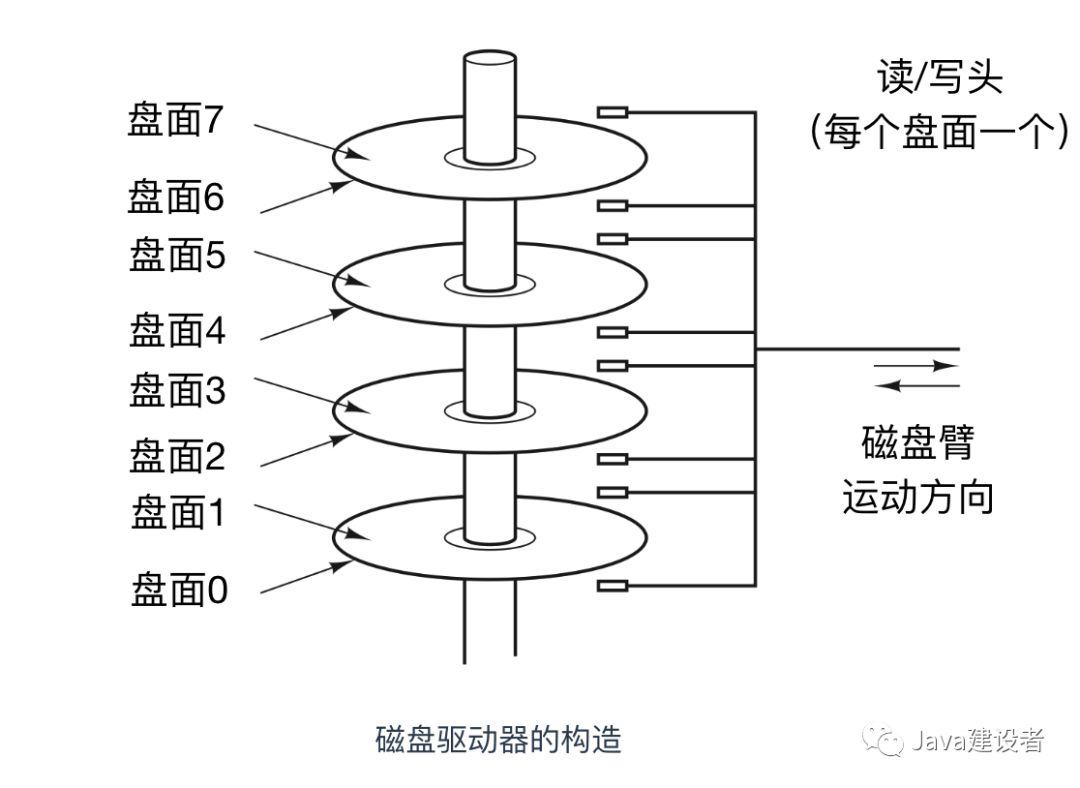 盘面7
盘面6
盘面5
盘面4
盘面3
盘面2
盘面1
盘面0
读/写头
（每个盘面一个）
磁盘臂
运动方向
磁盘驱动器的构造
Java建设者